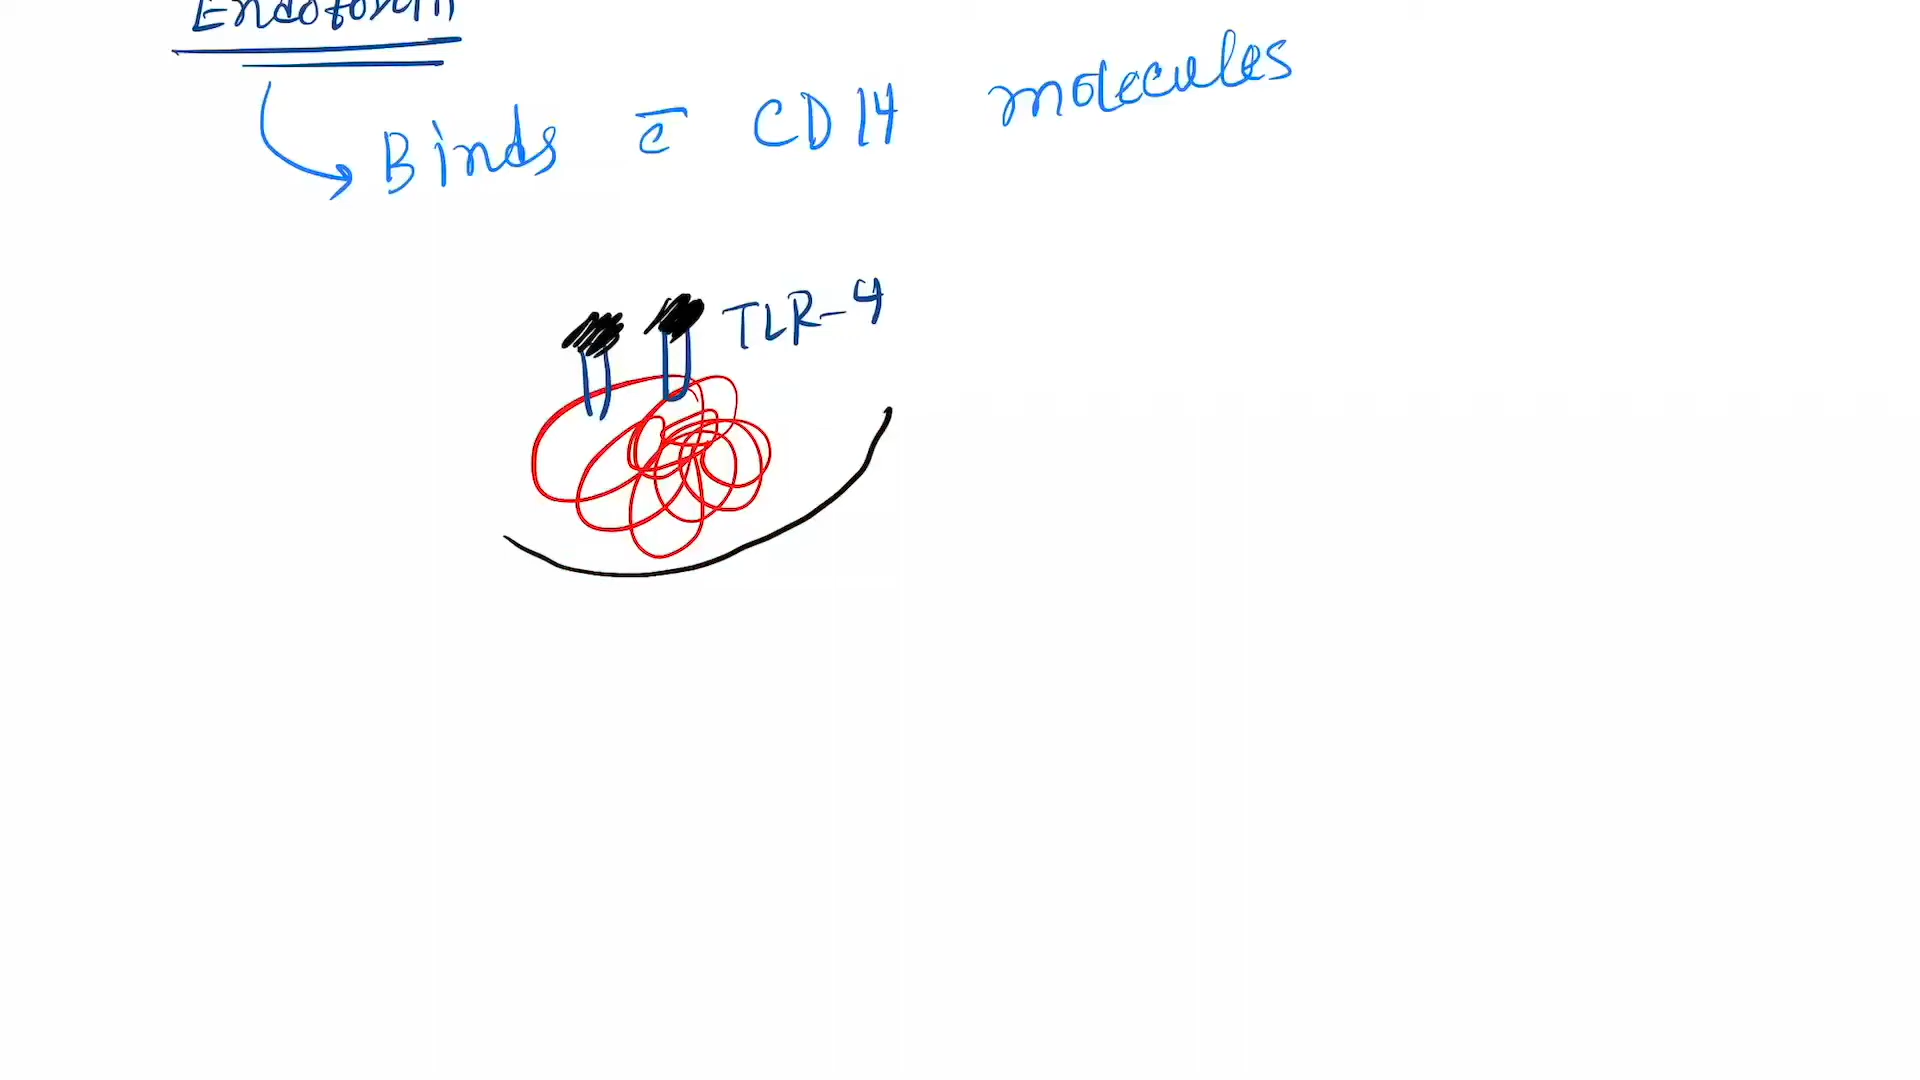 Endotoxin
Binds c̄ CD14 molecules
TLR-4